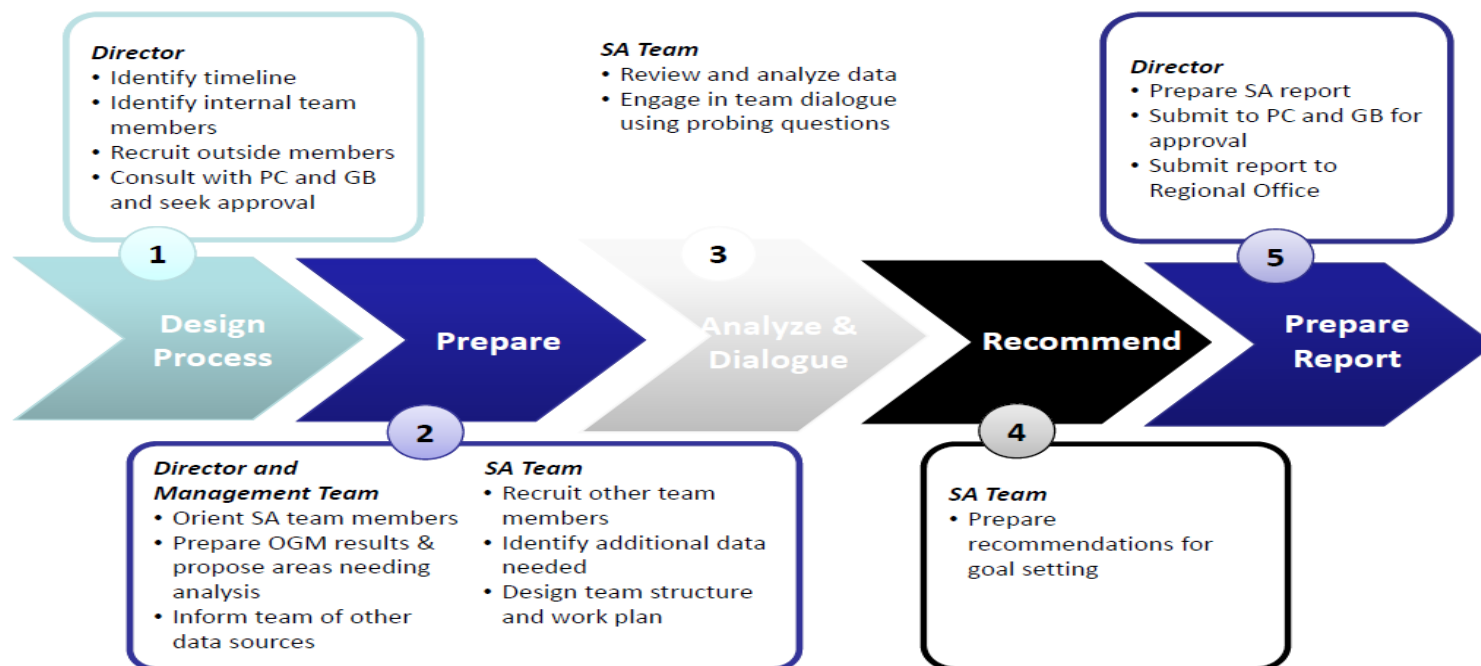 Director
• Identify timeline
• Identify internal team
members
• Recruit outside members
• Consult with PC and GB
and seek approval
1
Design
Process
Prepare
2
Director and
Management Team
• Orient SA team members
• Prepare OGM results &
propose areas needing
analysis
• Inform team of other
data sources
SA Team
• Recruit other team
members
• Identify additional data
needed
• Design team structure
and work plan
SA Team
• Review and analyze data
• Engage in team dialogue
using probing questions
3
Analyze &
Dialogue
Recommend
4
SA Team
• Prepare
recommendations for
goal setting
Director
• Prepare SA report
• Submit to PC and GB for
approval
• Submit report to
Regional Office
5
Prepare
Report